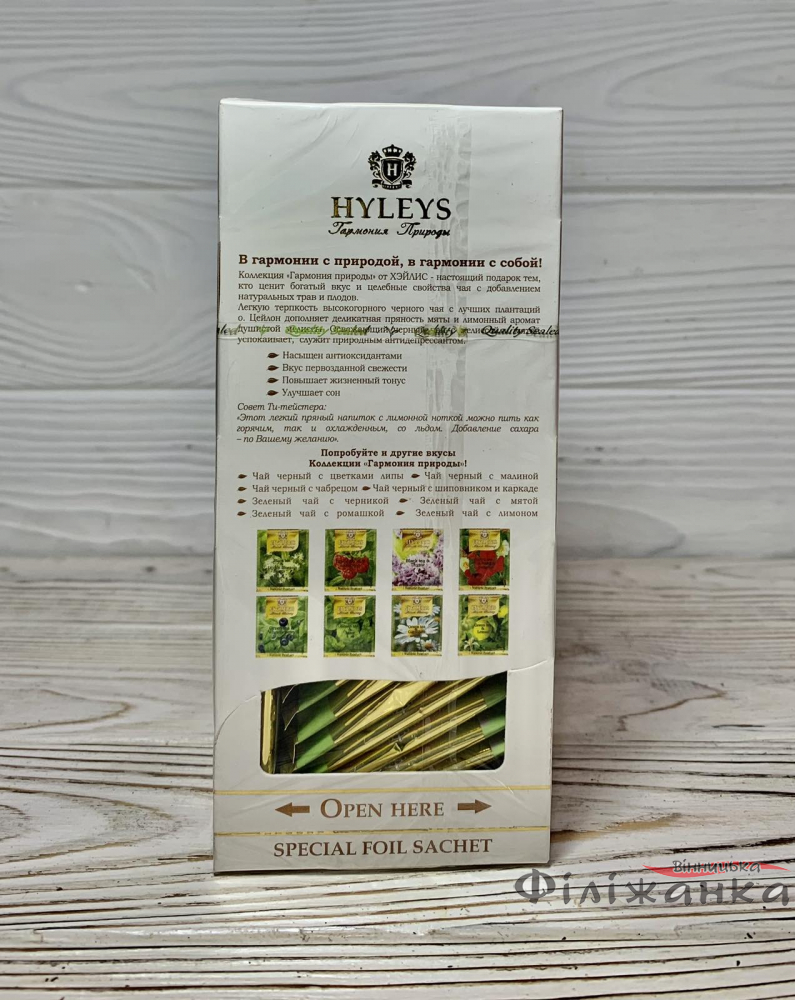 HYLEYS
Гармония Природы
В гармонии с природой, в гармонии с собой!
Коллекция «Гармония природы» от ХЭЙЛИС - настоящий подарок тем,
кто ценит богатый вкус и целебные свойства чая с добавлением
натуральных трав и плодов.
Легкую терпкость высокогорного черного чая с лучших плантаций
о. Цейлон дополняет деликатная пряность мяты и лимонный аромат
душистой мелиссы.
Quality Sealed
Quality Sealed
успокаивает, служит природным антидепрессантом.
Насыщен антиоксидантами
Вкус первозданной свежести
Повышает жизненный тонус
Улучшает сон
Совет Ти-тейстера:
«Этот легкий пряный напиток с лимонной ноткой можно пить как
горячим, так и охлажденным, со льдом. Добавление сахара
– по Вашему желанию».
Попробуйте и другие вкусы
Коллекции «Гармония природы»!
Чай черный с цветками липы Чай черный с малиной
Чай черный с чабрецом Чай черный с шиповником и каркаде
Зеленый чай с черникой Зеленый чай с мятой
Зеленый чай с ромашкой Зеленый чай с лимоном
OPEN HERE
SPECIAL FOIL SACHET
Вінницька
Філіжанка